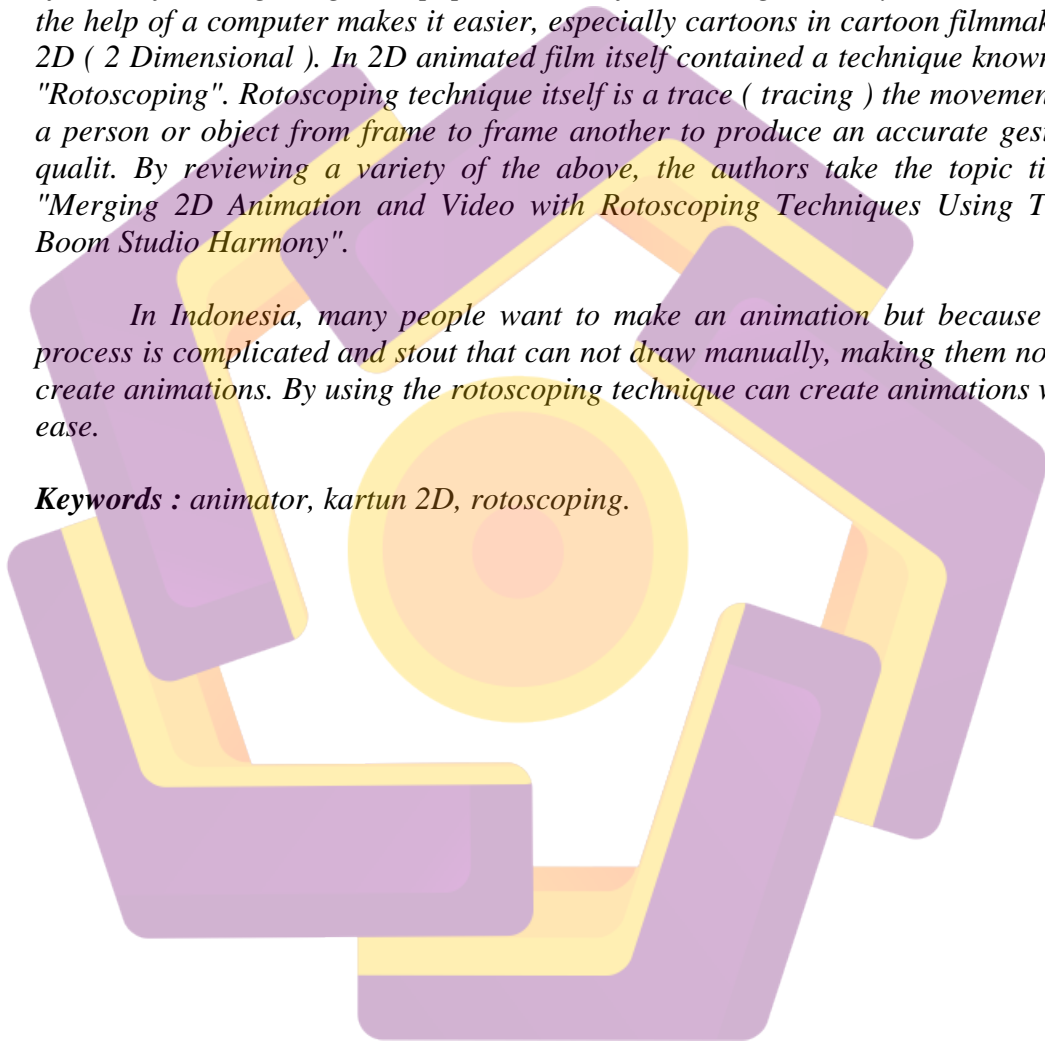 the help of a computer makes it easier, especially cartoons in cartoon filmmak
2D ( 2 Dimensional ). In 2D animated film itself contained a technique known
"Rotoscoping". Rotoscoping technique itself is a trace ( tracing ) the movemen
a person or object from frame to frame another to produce an accurate gest
qualit. By reviewing a variety of the above, the authors take the topic ti
"Merging 2D Animation and Video with Rotoscoping Techniques Using T
Boom Studio Harmony".
In Indonesia, many people want to make an animation but because
process is complicated and stout that can not draw manually, making them no
create animations. By using the rotoscoping technique can create animations
ease.
Keywords : animator, kartun 2D, rotoscoping.